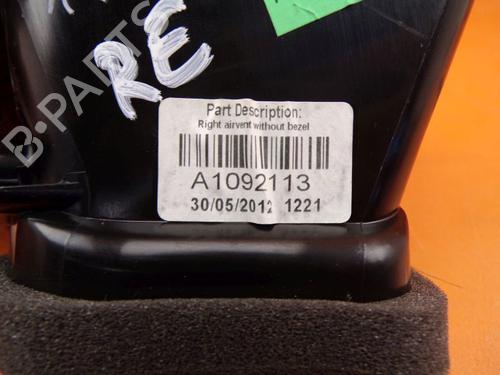 RE
B-PARTS
Part Description:
Right airvent without bezel
A1092113
30/05/2012 1221